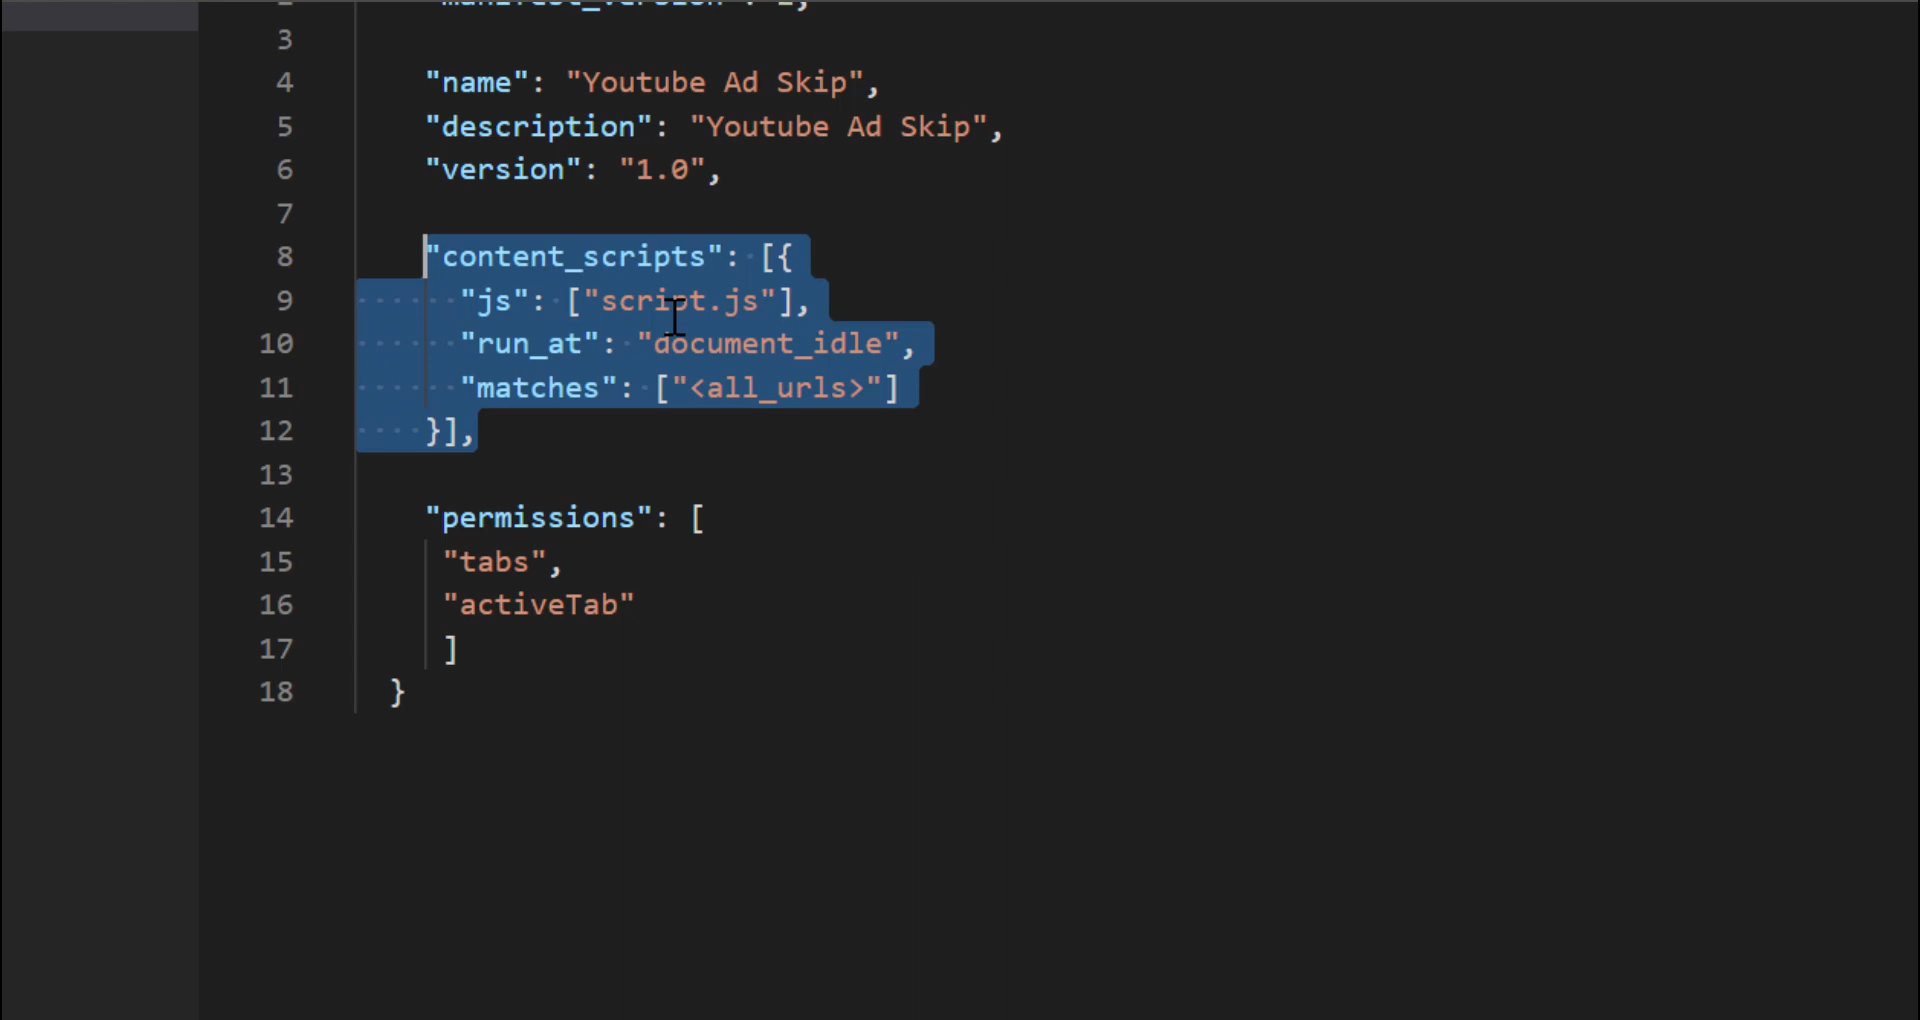 3
4 "name": "Youtube Ad Skip",
5 "description": "Youtube Ad Skip",
6 "version": "1.0",
7
8 "content_scripts": [{
9 "js": ["script.js"],
10 "run_at": "document_idle",
11 "matches": ["<all_urls>"]
12 }],
13
14 "permissions": [
15 "tabs",
16 "activeTab"
17 ]
18 }